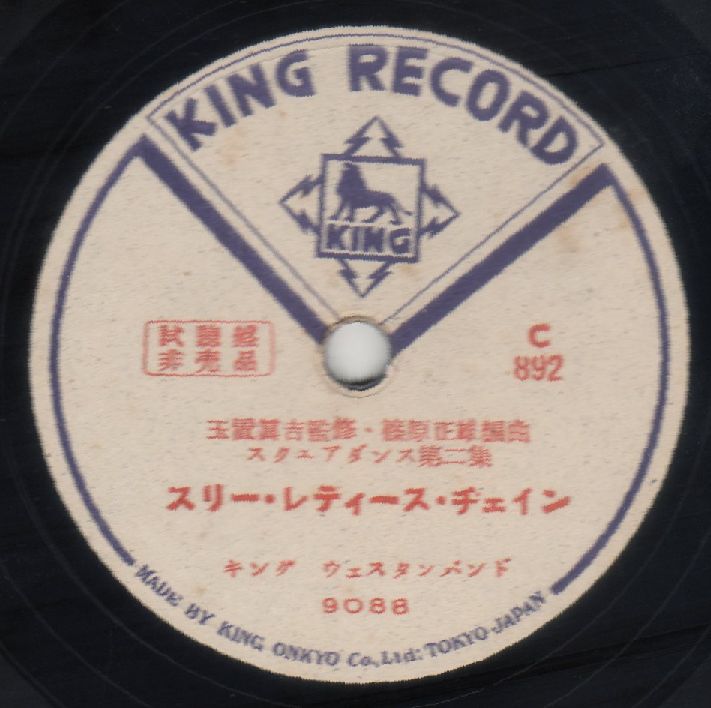 KING RECORD
KING
試聴盤
非売品
C
892
玉置真吉監修・篠原正雄編曲
スクェアダンス第二集
スリー・レディース・チェイン
キング ウェスタンバンド
9088
MADE BY KING ONKYO Co., Ltd: TOKYO-JAPAN